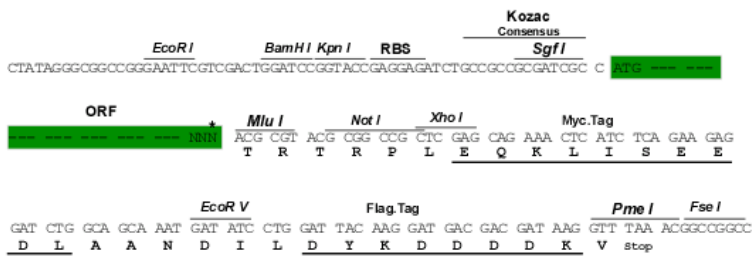 Kozac
Consensus
EcoR I BamH I Kpn I RBS Sgf I
CTATAGGGCGGCCGGGAATTCGTCGACTGGATCCGGTACCGAGGAGATCTGCCGCCGCGATCGC C ATG --- ---
ORF
Mlu I Not I Xho I Myc.Tag
--- --- --- --- --- NNN* ACG CGT ACG CGG CCG CTC GAG CAG AAA CTC ATC TCA GAA GAG
T R T R P L E Q K L I S E E
EcoR V Flag.Tag Pme I Fse I
GAT CTG GCA GCA AAT GAT ATC CTG GAT TAC AAG GAT GAC GAC GAT AAG GTT TAA ACGGCCGGCC
D L A A N D I L D Y K D D D D K V Stop